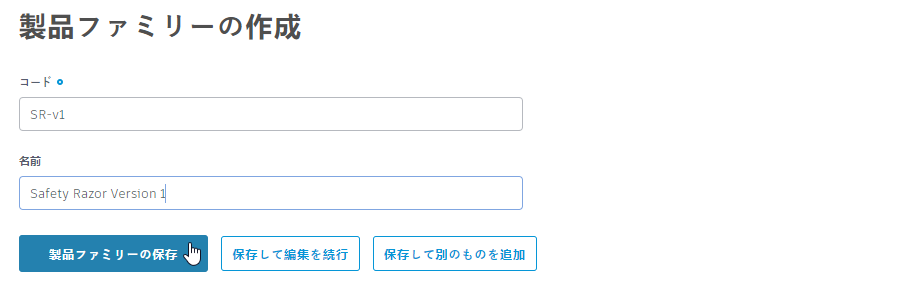 製品ファミリーの作成
コード
SR-v1
名前
Safety Razor Version 1
製品ファミリーの保存 保存して編集を続行 保存して別のものを追加